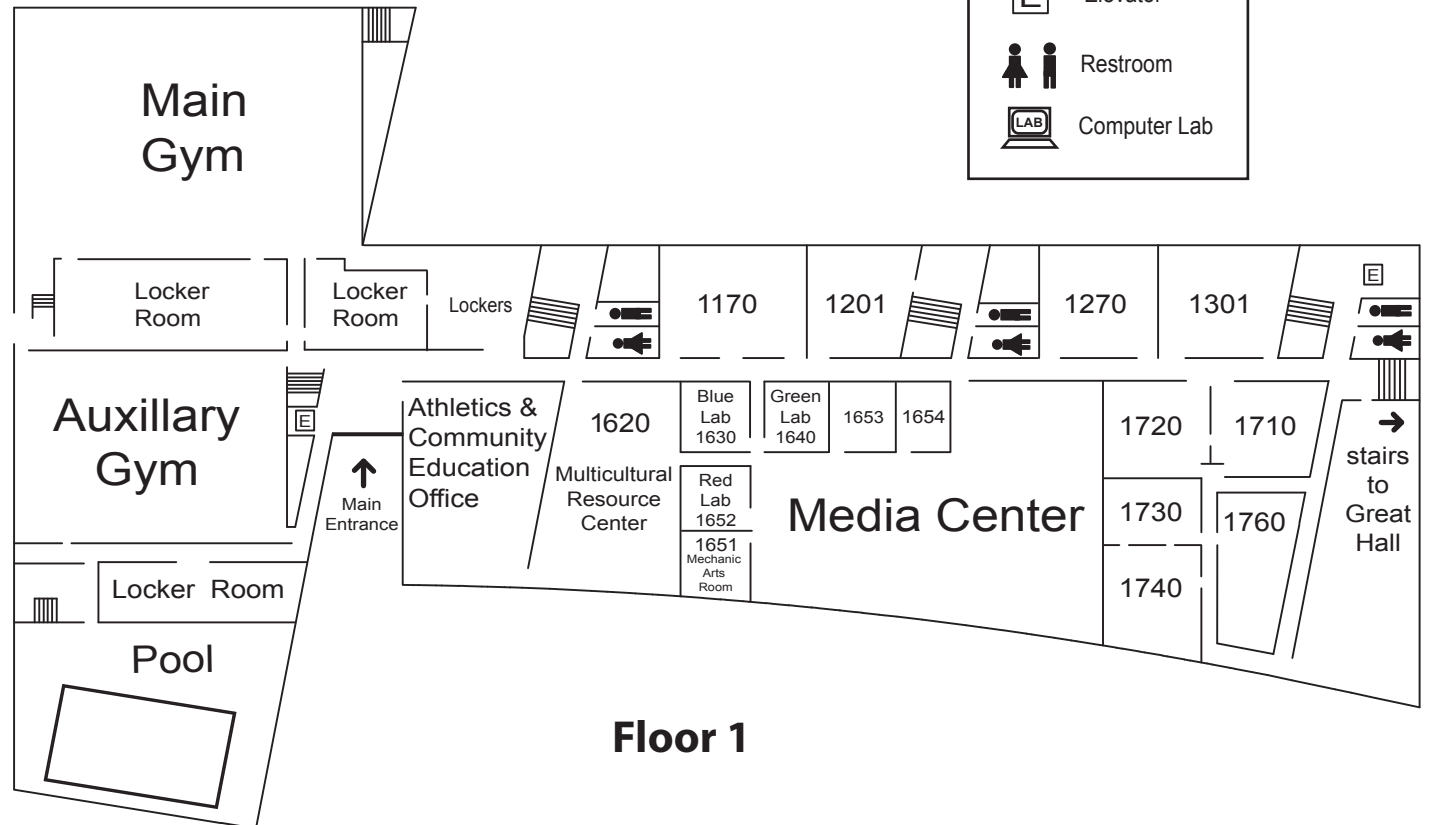 Elevator
E
Restroom
LAB
Computer Lab
Main
Gym
Locker
Room
Locker
Room
Lockers
1170
1201
1270
1301
E
Auxillary
Gym
E
Main
Entrance
Athletics &
Community
Education
Office
1620
Multicultural
Resource
Center
Blue
Lab
1630
Green
Lab
1640
1653
1654
Red
Lab
1652
1651
Mechanic
Arts
Room
Media Center
1720
1710
1730
1760
1740
stairs
to
Great
Hall
Locker Room
Pool
Floor 1